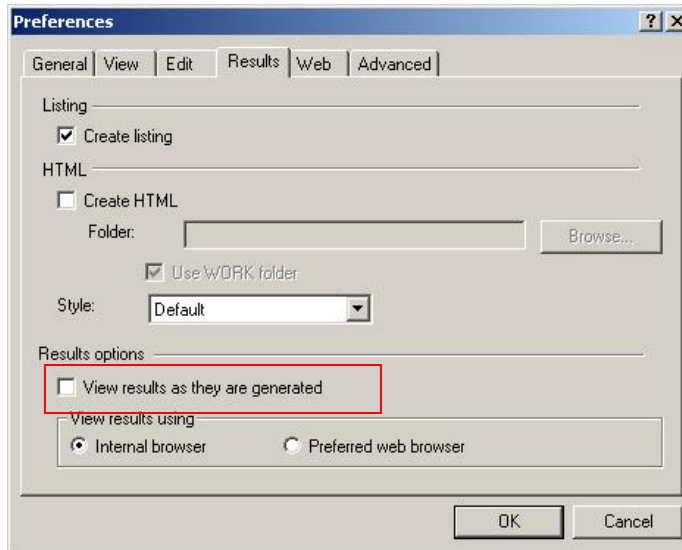 Preferences
General View Edit Results Web Advanced
Listing
Create listing
HTML
Create HTML
Folder: Browse...
Use WORK folder
Style: Default
Results options
View results as they are generated
View results using
Internal browser Preferred web browser
OK Cancel